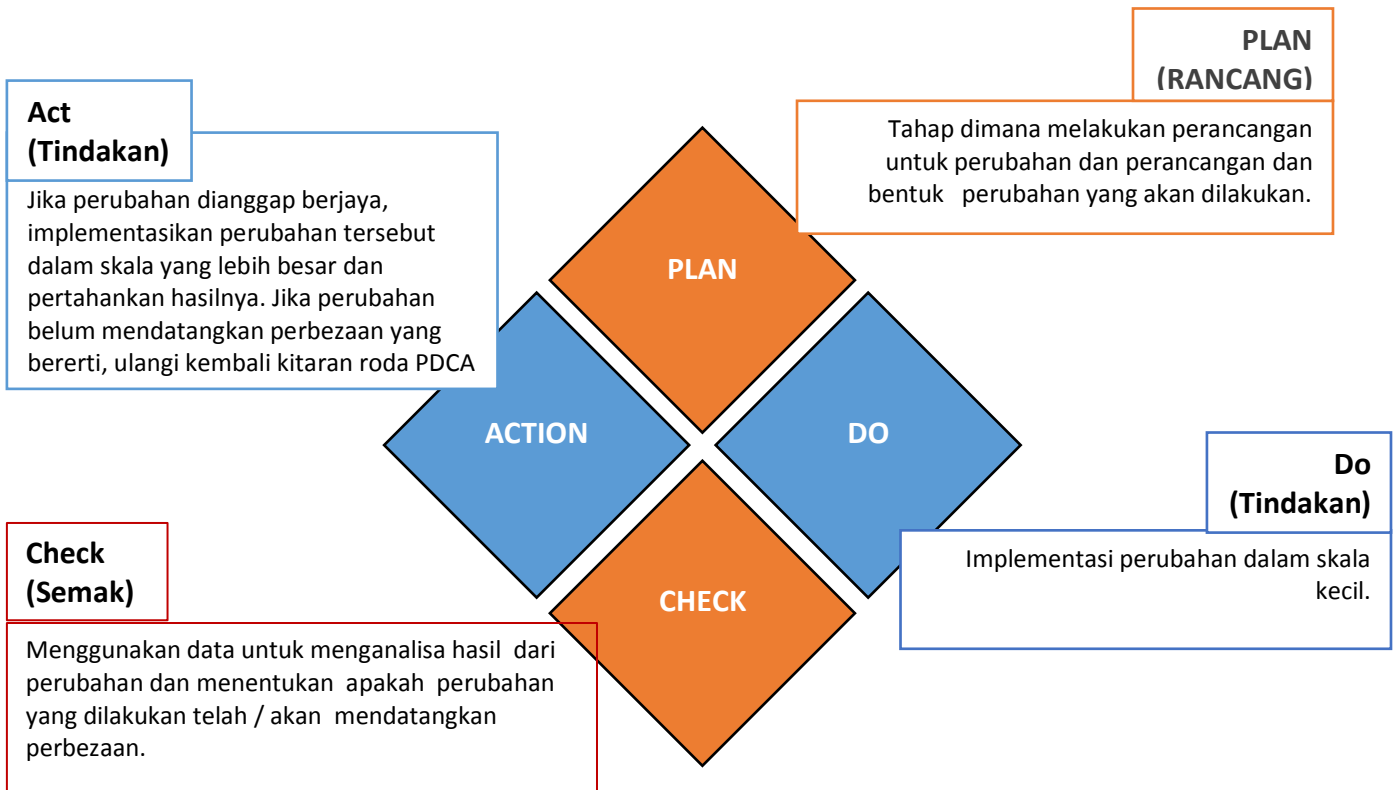 PLAN
(RANCANG)
Tahap dimana melakukan perancangan
untuk perubahan dan perancangan dan
bentuk perubahan yang akan dilakukan.
Act
(Tindakan)
Jika perubahan dianggap berjaya,
implementasikan perubahan tersebut
dalam skala yang lebih besar dan
pertahankan hasilnya. Jika perubahan
belum mendatangkan perbezaan yang
bererti, ulangi kembali kitaran roda PDCA
PLAN
ACTION
DO
CHECK
Do
(Tindakan)
Implementasi perubahan dalam skala
kecil.
Check
(Semak)
Menggunakan data untuk menganalisa hasil dari
perubahan dan menentukan apakah perubahan
yang dilakukan telah / akan mendatangkan
perbezaan.